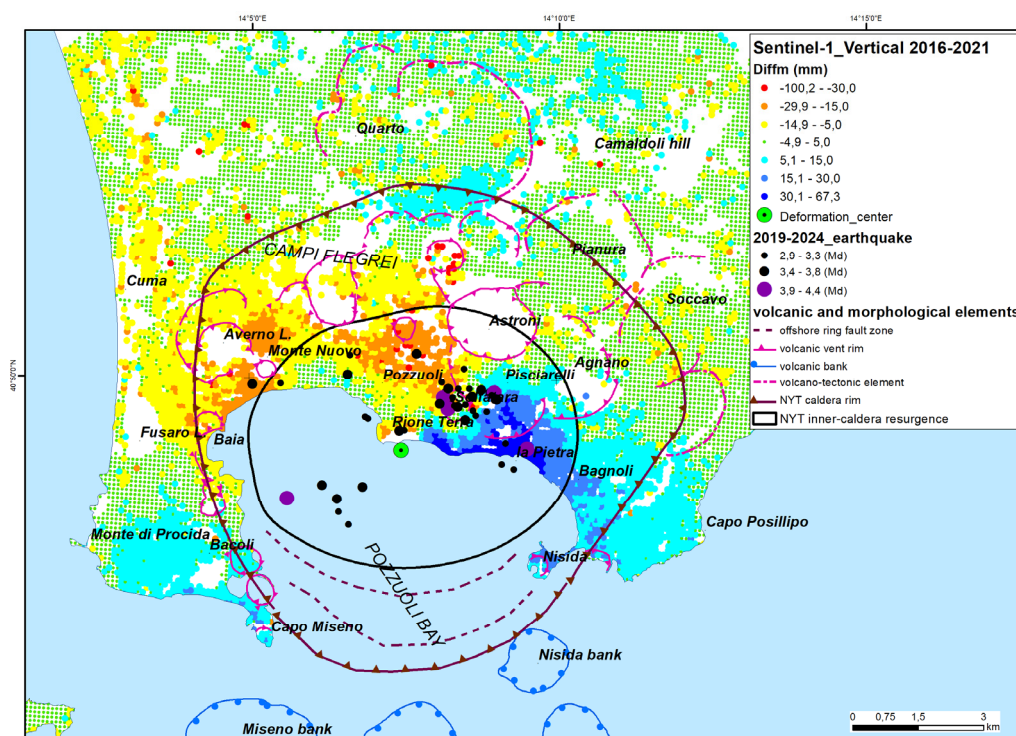 14°5'0"E
14°10'0"E
14°15'0"E
40°50'0"N
Sentinel-1_Vertical 2016-2021
Diffm (mm)
-100,2 - -30,0
-29,9 - -15,0
-14,9 - -5,0
-4,9 - 5,0
5,1 - 15,0
15,1 - 30,0
30,1 - 67,3
Deformation_center
2019-2024_earthquake
2,9 - 3,3 (Md)
3,4 - 3,8 (Md)
3,9 - 4,4 (Md)
volcanic and morphological elements
offshore ring fault zone
volcanic vent rim
volcanic bank
volcano-tectonic element
NYT caldera rim
NYT inner-caldera resurgence
Quarto
Camaldoli hill
CAMPI FLEGREI
Pianura
Cuma
Soccavo
Astroni
Averno L.
Monte Nuovo
Agnano
Pozzuoli
Pisciarelli
Solfatara
Rione Terra
Fusaro
Baia
la Pietra
Bagnoli
Capo Posillipo
Monte di Procida
Bacoli
Nisida
POZZUOLI BAY
Capo Miseno
Nisida bank
Miseno bank
0 0,75 1,5 3
km